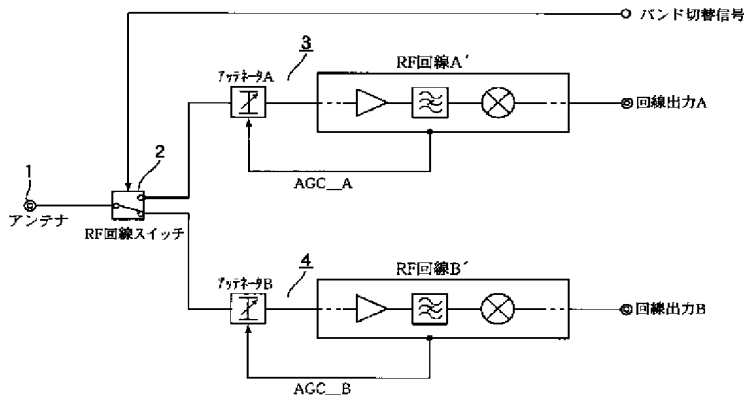 バンド切替信号
3
RF回線A′
アッテネータA
回線出力A
AGC__A
1
2
アンテナ
RF回線スイッチ
4
RF回線B′
アッテネータB
回線出力B
AGC__B